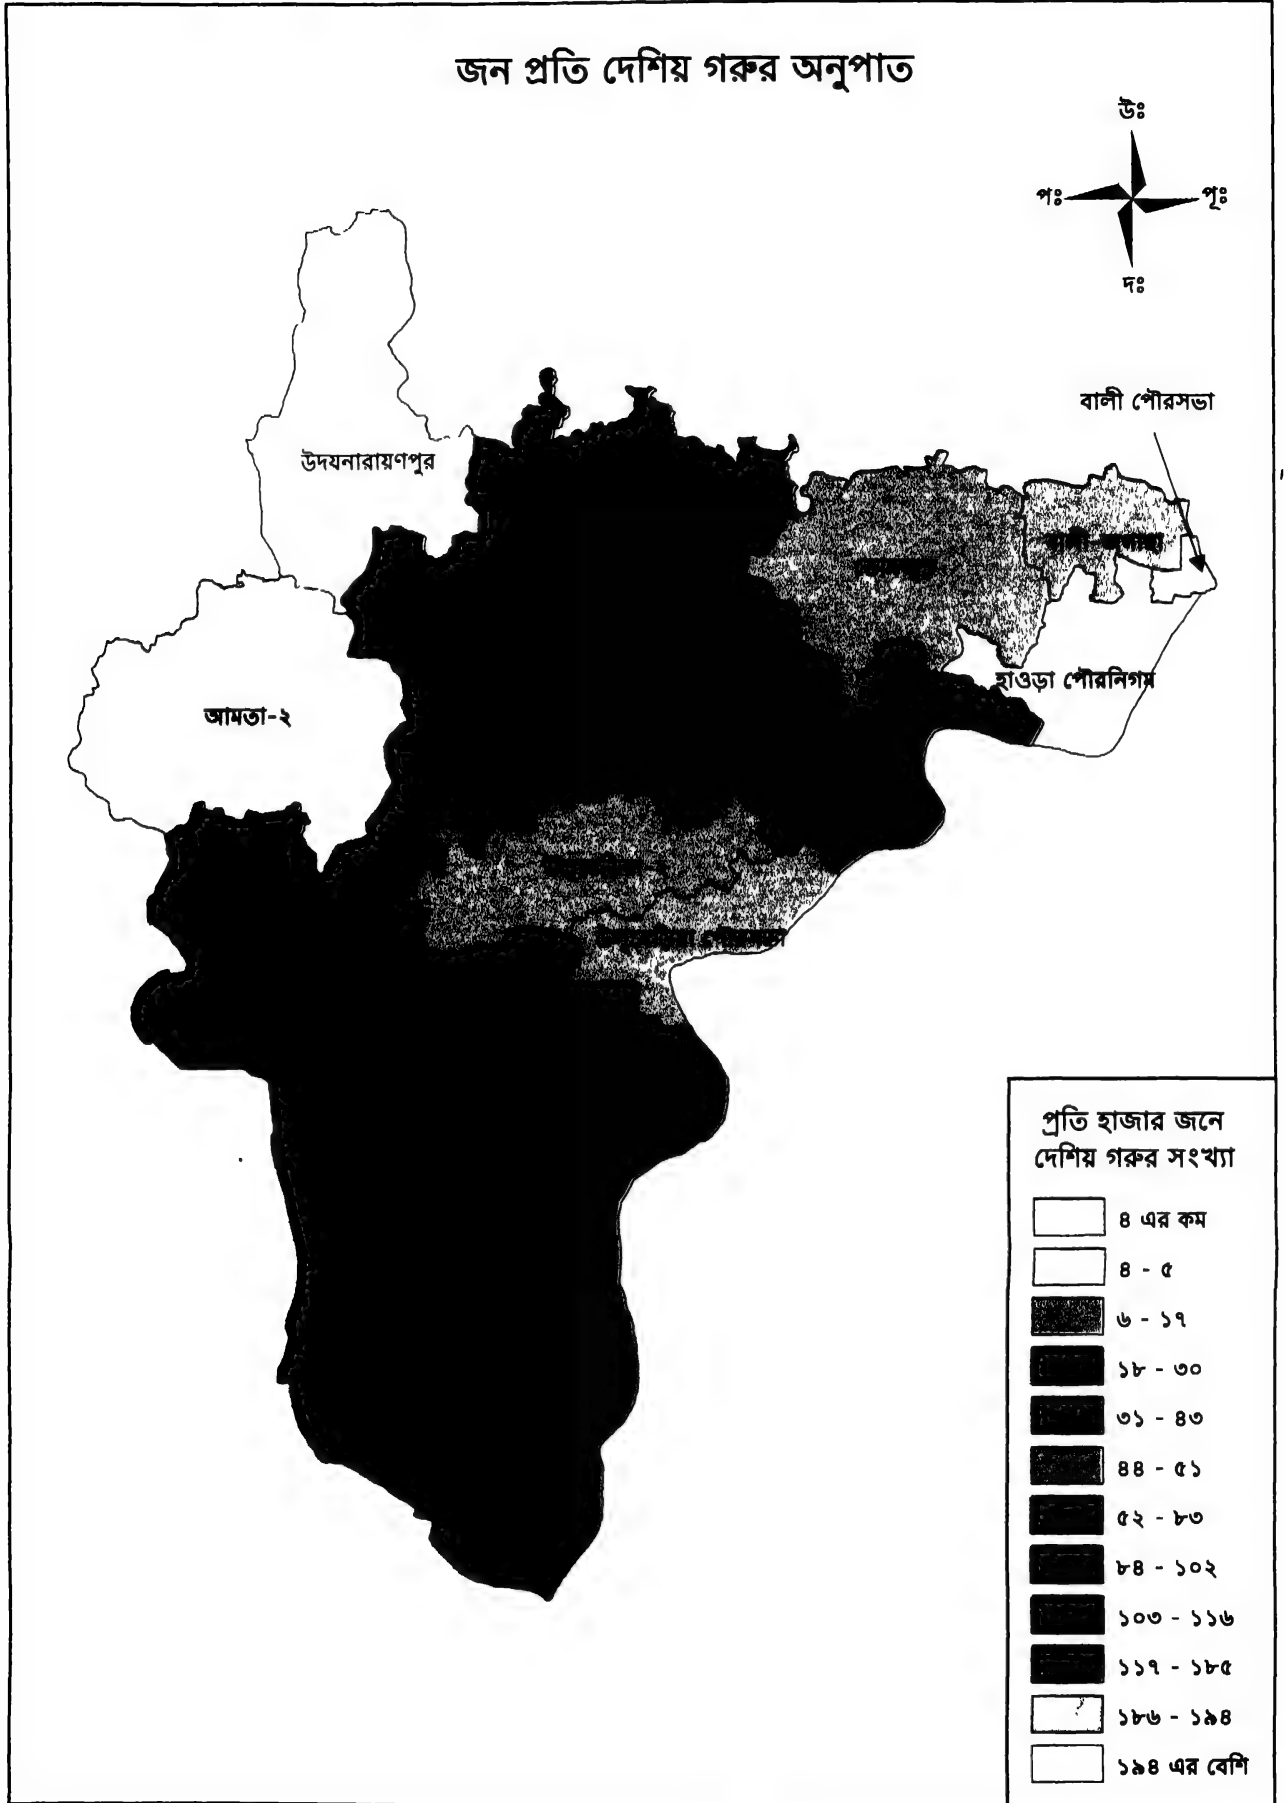 জন প্রতি দেশিয় গরুর অনুপাত
উঃ
পঃ
পূঃ
দঃ
বালী পৌরসভা
উদযনারায়ণপুর
হাওড়া পৌরনিগম
আমতা-২
পৌরসভা
প্রতি হাজার জনে
দেশিয় গরুর সংখ্যা
৪ এর কম
৪ - ৫
৬ - ১৭
১৮ - ৩০
৩১ - ৪৩
৪৪ - ৫১
৫২ - ৮৩
৮৪ - ১০২
১০৩ - ১১৬
১১৭ - ১৮৫
১৮৬ - ১৯৪
১৯৪ এর বেশি